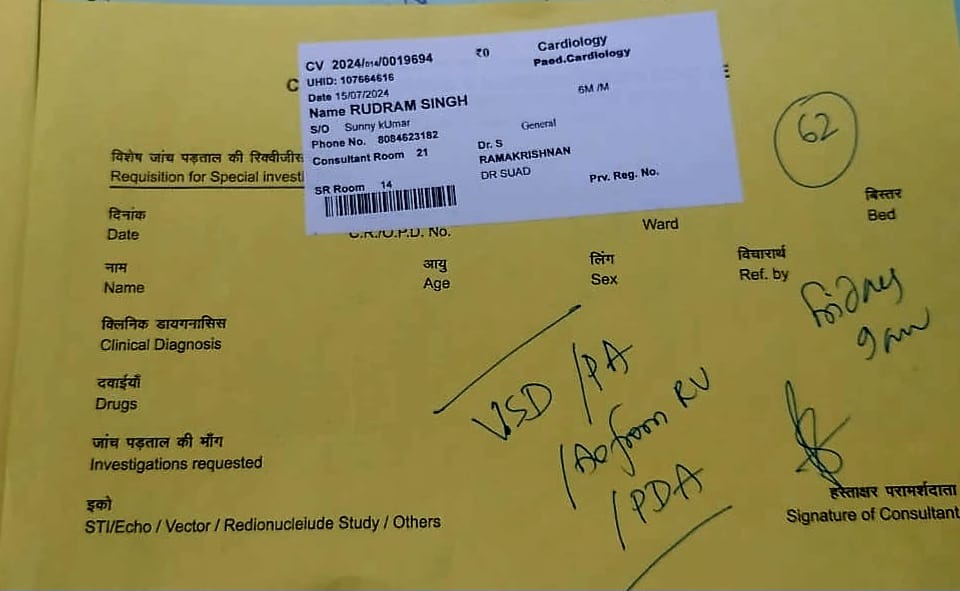 CV 2024/014/0019694 ₹0 Cardiology
Paed.Cardiology
UHID: 107664616
Date 15/07/2024
Name RUDRAM SINGH 6M /M
S/O Sunny kUmar
Phone No. 8084623182 General
Consultant Room 21 Dr. S
RAMAKRISHNAN
SR Room 14 DR SUAD Prv. Reg. No.
C E
62
विशेष जांच पड़ताल की रिक्वीजीस
Requisition for Special investi
दिनांक बिस्तर
Date C.R./O.P.D. No. Ward Bed
नाम आयु लिंग विचारार्थ
Name Age Sex Ref. by
9 am
क्लिनिक डायगनासिस
Clinical Diagnosis
VSD /PA
दवाईयाँ
Drugs
/Ao from RV
जांच पड़ताल की माँग
Investigations requested
/PDA
इको हस्ताक्षर परामर्शदाता
STI/Echo / Vector / Redionucleiude Study / Others Signature of Consultant